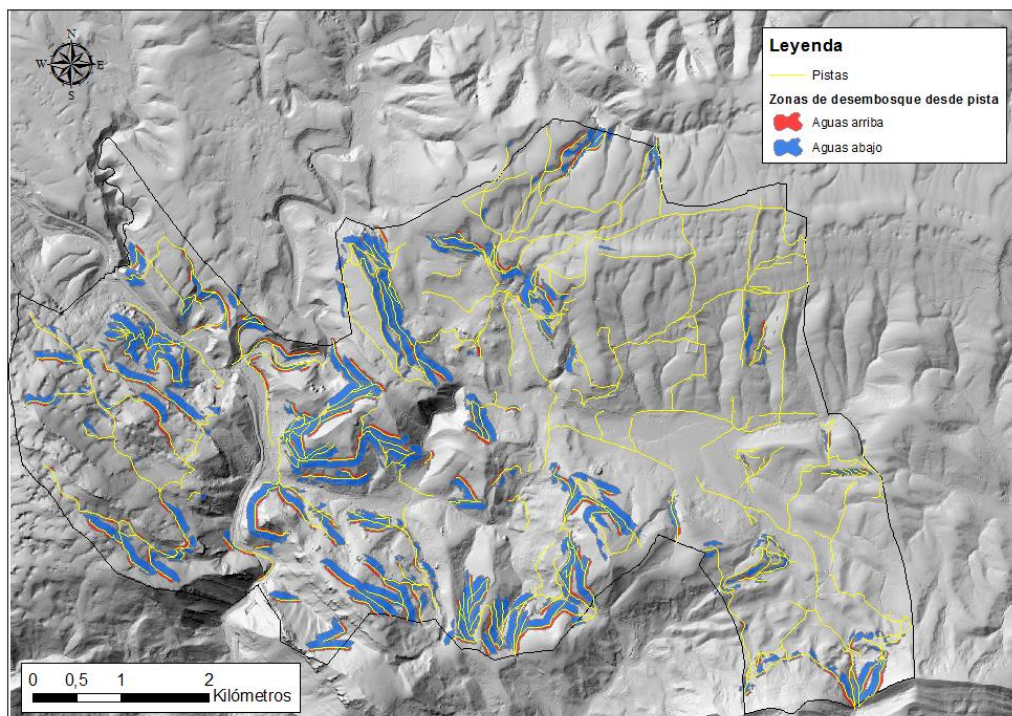 N
W E
S
Leyenda
Pistas
Zonas de desembosque desde pista
Aguas arriba
Aguas abajo
0 0,5 1 2
Kilómetros